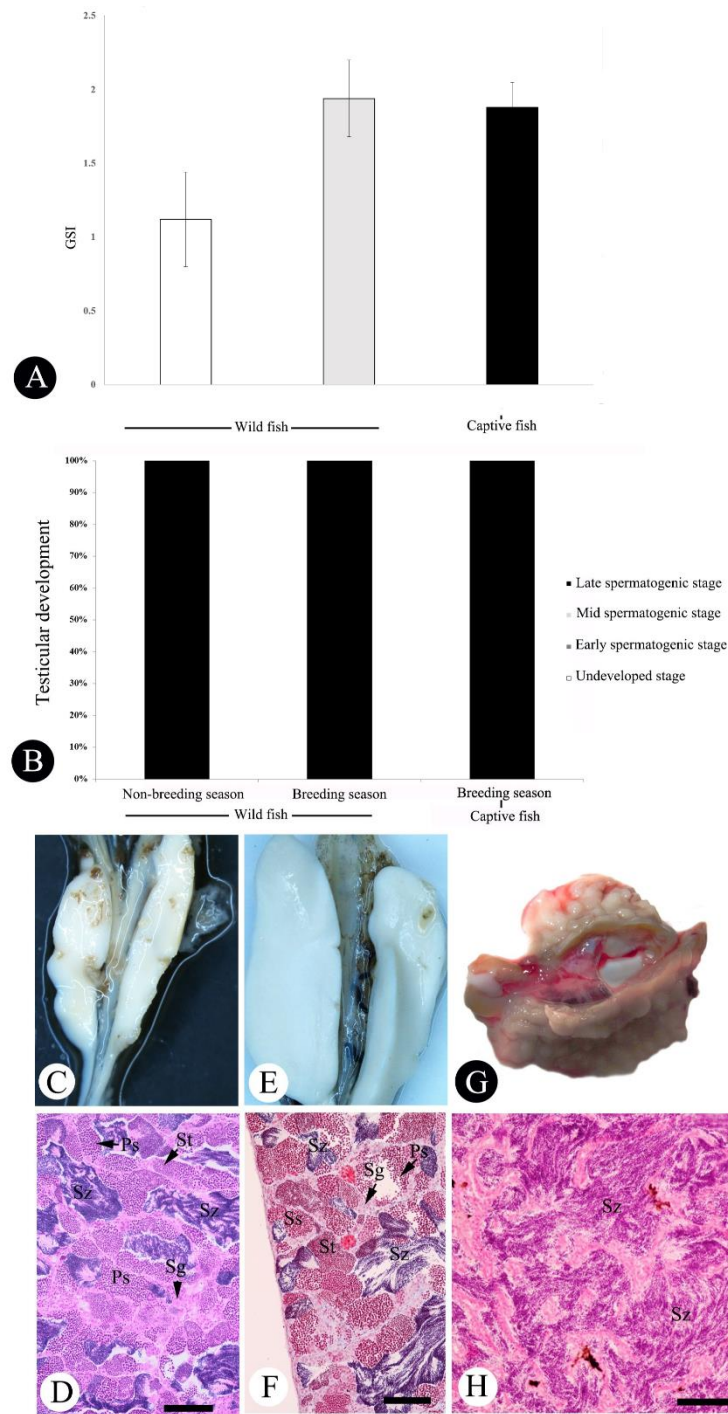 2.5
2
1.5
1
0.5
0
GSI
A
Wild fish
Captive fish
100%
90%
80%
70%
60%
50%
40%
30%
20%
10%
0%
Testicular development
Late spermatogenic stage
Mid spermatogenic stage
Early spermatogenic stage
Undeveloped stage
B
Non-breeding season
Breeding season
Breeding season
Wild fish
Captive fish
C
E
G
Ps
St
Sz
Sz
Ps
Sg
D
Sz
Ps
Sg
Ss
St
Sz
F
Sz
Sz
H